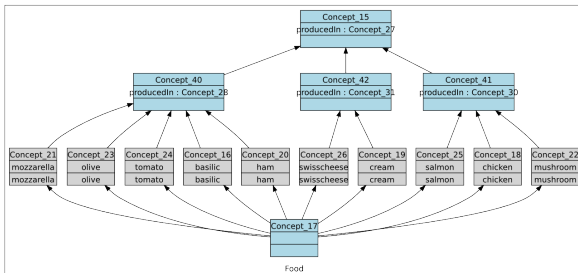 Concept_15
producedIn : Concept_27
Concept_40
producedIn : Concept_28
Concept_42
producedIn : Concept_31
Concept_41
producedIn : Concept_30
Concept_21
mozzarella
mozzarella
Concept_23
olive
olive
Concept_24
tomato
tomato
Concept_16
basilic
basilic
Concept_20
ham
ham
Concept_26
swisscheese
swisscheese
Concept_19
cream
cream
Concept_25
salmon
salmon
Concept_18
chicken
chicken
Concept_22
mushroom
mushroom
Concept_17
Food